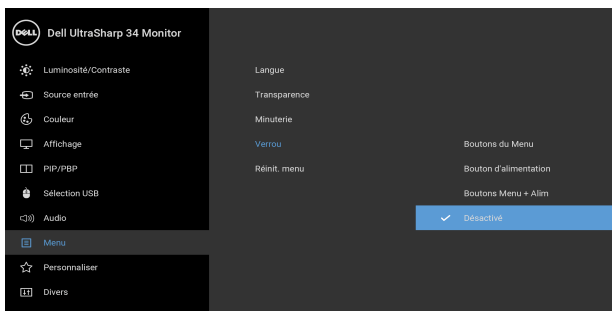 DELL Dell UltraSharp 34 Monitor
Luminosité/Contraste
Source entrée
Couleur
Affichage
PIP/PBP
Sélection USB
Audio
Menu
Personnaliser
Divers
Langue
Transparence
Minuterie
Verrou
Réinit. menu
Boutons du Menu
Bouton d'alimentation
Boutons Menu + Alim
Désactivé